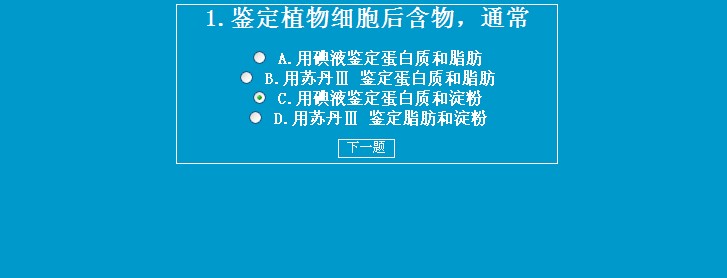 1.鉴定植物细胞后含物，通常
A.用碘液鉴定蛋白质和脂肪
B.用苏丹Ⅲ 鉴定蛋白质和脂肪
C.用碘液鉴定蛋白质和淀粉
D.用苏丹Ⅲ 鉴定脂肪和淀粉
下一题